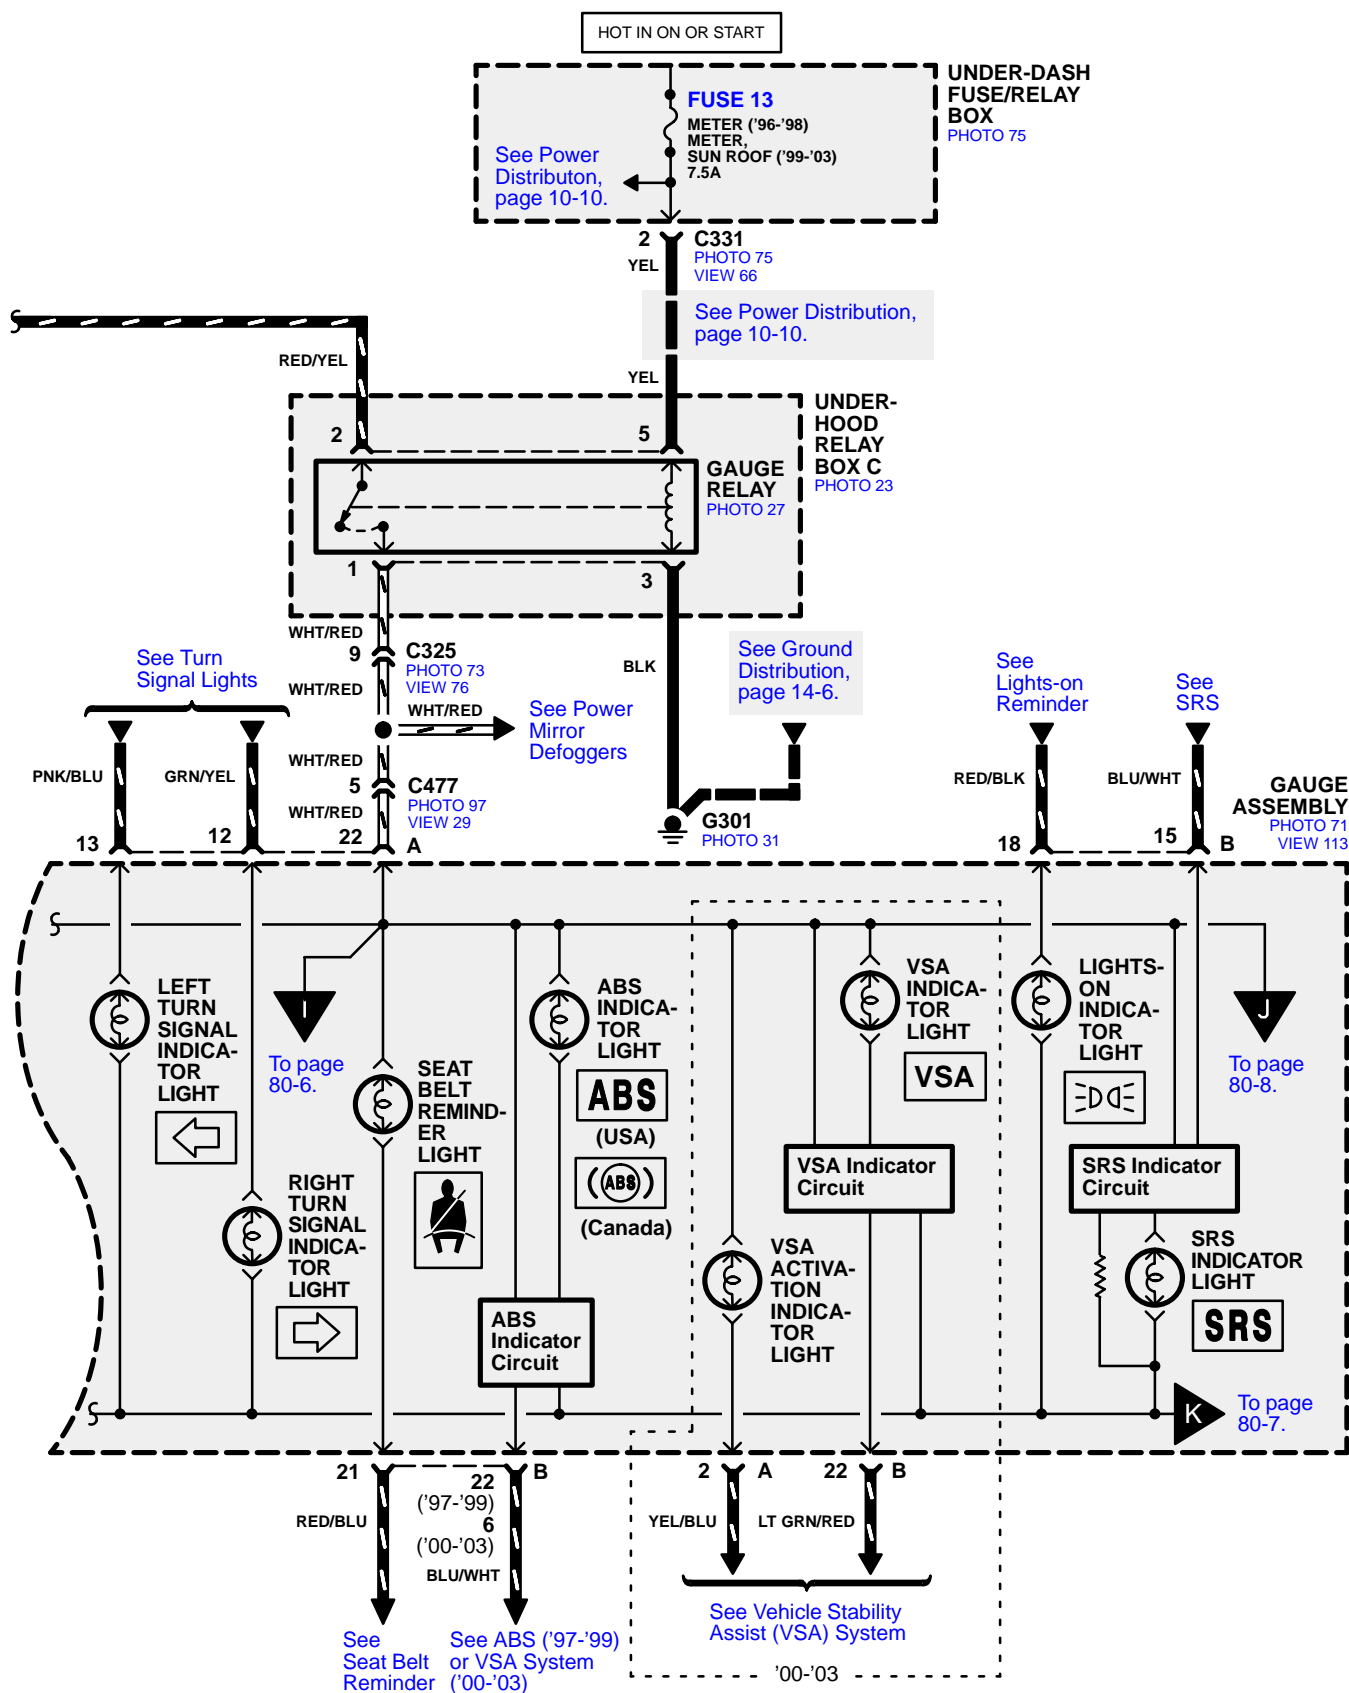 HOT IN ON OR START
UNDER-DASH
FUSE/RELAY
BOX
PHOTO 75
FUSE 13
METER ('96-'98)
METER,
SUN ROOF ('99-'03)
7.5A
See Power
Distributon,
page 10-10.
2
C331
PHOTO 75
VIEW 66
YEL
See Power Distribution,
page 10-10.
RED/YEL
YEL
UNDER-
HOOD
RELAY
BOX C
PHOTO 23
2
5
GAUGE
RELAY
PHOTO 27
1
3
WHT/RED
9
C325
PHOTO 73
VIEW 76
WHT/RED
WHT/RED
See Power
Mirror
Defoggers
BLK
See Ground
Distribution,
page 14-6.
See Turn
Signal Lights
See
Lights-on
Reminder
See
SRS
PNK/BLU
GRN/YEL
WHT/RED
5
C477
PHOTO 97
VIEW 29
WHT/RED
RED/BLK
BLU/WHT
GAUGE
ASSEMBLY
PHOTO 71
VIEW 113
G301
PHOTO 31
13
12
22
A
18
15
B
LEFT
TURN
SIGNAL
INDICA-
TOR
LIGHT
I
To page
80-6.
SEAT
BELT
REMIND-
ER
LIGHT
ABS
INDICA-
TOR
LIGHT
ABS
(USA)
(ABS)
(Canada)
VSA
INDICA-
TOR
LIGHT
VSA
LIGHTS-
ON
INDICA-
TOR
LIGHT
J
To page
80-8.
RIGHT
TURN
SIGNAL
INDICA-
TOR
LIGHT
VSA Indicator
Circuit
SRS Indicator
Circuit
ABS
Indicator
Circuit
VSA
ACTIVA-
TION
INDICA-
TOR
LIGHT
SRS
INDICATOR
LIGHT
SRS
K
To page
80-7.
21
22
('97-'99)
6
('00-'03)
B
2
A
22
B
RED/BLU
BLU/WHT
YEL/BLU
LT GRN/RED
See
Seat Belt
Reminder
See ABS ('97-'99)
or VSA System
('00-'03)
See Vehicle Stability
Assist (VSA) System
'00-'03